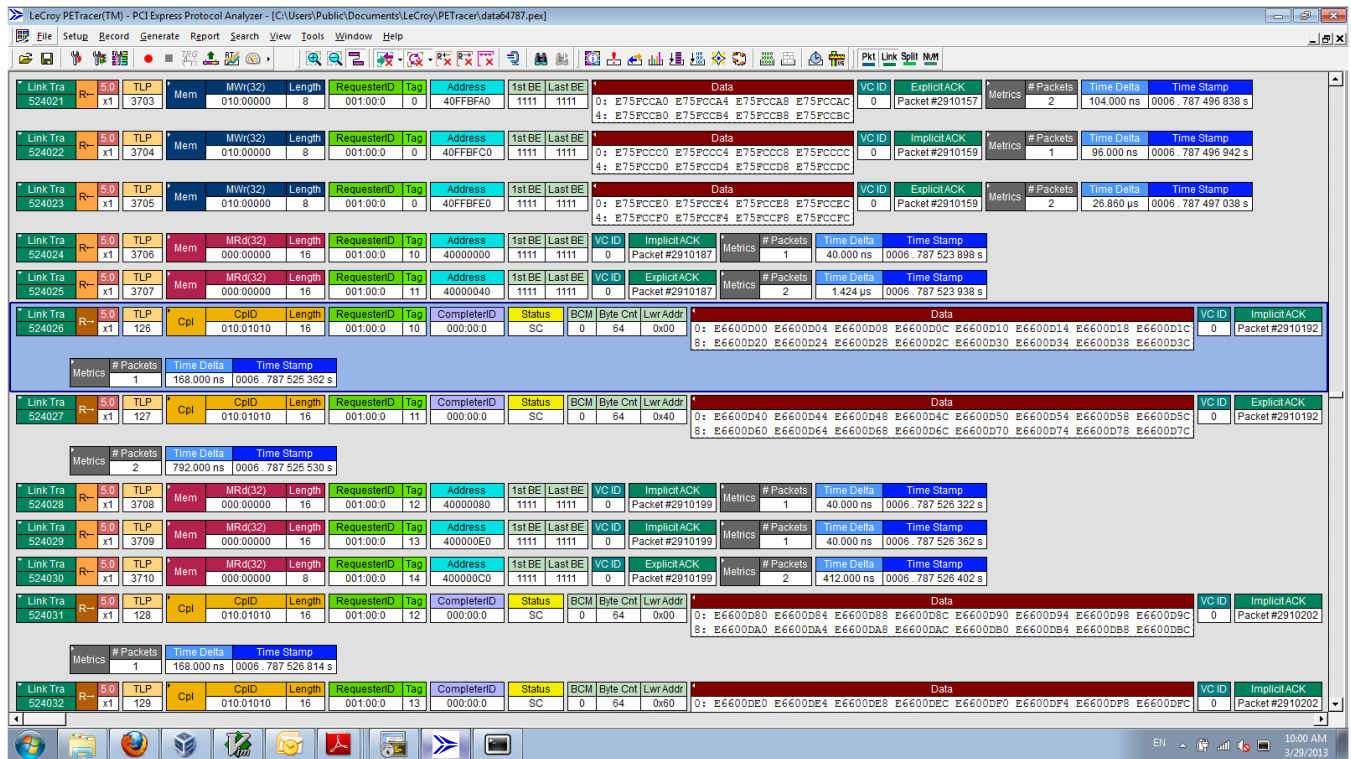 LeCroy PETracer(TM) - PCI Express Protocol Analyzer - [C:\Users\Public\Documents\LeCroy\PETracer\data64787.pex]
File Setup Record Generate Report Search View Tools Window Help
TRG Pkt Link Split NUM
Link Tra R← 5.0 TLP Mem MWr(32) Length RequesterID Tag Address 1st BE Last BE Data VC ID Explicit ACK Metrics # Packets Time Delta Time Stamp
524021 x1 3703 010:00000 8 001:00:0 0 40FFBFA0 1111 1111 0: E75FCCA0 E75FCCA4 E75FCCA8 E75FCCAC 0 Packet #2910157 2 104.000 ns 0006 . 787 496 838 s
4: E75FCCB0 E75FCCB4 E75FCCB8 E75FCCBC
Link Tra R← 5.0 TLP Mem MWr(32) Length RequesterID Tag Address 1st BE Last BE Data VC ID Implicit ACK Metrics # Packets Time Delta Time Stamp
524022 x1 3704 010:00000 8 001:00:0 0 40FFBFC0 1111 1111 0: E75FCCC0 E75FCCC4 E75FCCC8 E75FCCCC 0 Packet #2910159 1 96.000 ns 0006 . 787 496 942 s
4: E75FCCD0 E75FCCD4 E75FCCD8 E75FCCDC
Link Tra R← 5.0 TLP Mem MWr(32) Length RequesterID Tag Address 1st BE Last BE Data VC ID Explicit ACK Metrics # Packets Time Delta Time Stamp
524023 x1 3705 010:00000 8 001:00:0 0 40FFBFE0 1111 1111 0: E75FCCE0 E75FCCE4 E75FCCE8 E75FCCEC 0 Packet #2910159 2 26.860 µs 0006 . 787 497 038 s
4: E75FCCF0 E75FCCF4 E75FCCF8 E75FCCFC
Link Tra R← 5.0 TLP Mem MRd(32) Length RequesterID Tag Address 1st BE Last BE VC ID Implicit ACK Metrics # Packets Time Delta Time Stamp
524024 x1 3706 000:00000 16 001:00:0 10 40000000 1111 1111 0 Packet #2910187 1 40.000 ns 0006 . 787 523 898 s
Link Tra R← 5.0 TLP Mem MRd(32) Length RequesterID Tag Address 1st BE Last BE VC ID Explicit ACK Metrics # Packets Time Delta Time Stamp
524025 x1 3707 000:00000 16 001:00:0 11 40000040 1111 1111 0 Packet #2910187 2 1.424 µs 0006 . 787 523 938 s
Link Tra R→ 5.0 TLP Cpl CplD Length RequesterID Tag CompleterID Status BCM Byte Cnt Lwr Addr Data VC ID Implicit ACK
524026 x1 126 010:01010 16 001:00:0 10 000:00:0 SC 0 64 0x00 0: E6600D00 E6600D04 E6600D08 E6600D0C E6600D10 E6600D14 E6600D18 E6600D1C 0 Packet #2910192
8: E6600D20 E6600D24 E6600D28 E6600D2C E6600D30 E6600D34 E6600D38 E6600D3C
Metrics # Packets Time Delta Time Stamp
1 168.000 ns 0006 . 787 525 362 s
Link Tra R→ 5.0 TLP Cpl CplD Length RequesterID Tag CompleterID Status BCM Byte Cnt Lwr Addr Data VC ID Explicit ACK
524027 x1 127 010:01010 16 001:00:0 11 000:00:0 SC 0 64 0x40 0: E6600D40 E6600D44 E6600D48 E6600D4C E6600D50 E6600D54 E6600D58 E6600D5C 0 Packet #2910192
8: E6600D60 E6600D64 E6600D68 E6600D6C E6600D70 E6600D74 E6600D78 E6600D7C
Metrics # Packets Time Delta Time Stamp
2 792.000 ns 0006 . 787 525 530 s
Link Tra R← 5.0 TLP Mem MRd(32) Length RequesterID Tag Address 1st BE Last BE VC ID Implicit ACK Metrics # Packets Time Delta Time Stamp
524028 x1 3708 000:00000 16 001:00:0 12 40000080 1111 1111 0 Packet #2910199 1 40.000 ns 0006 . 787 526 322 s
Link Tra R← 5.0 TLP Mem MRd(32) Length RequesterID Tag Address 1st BE Last BE VC ID Implicit ACK Metrics # Packets Time Delta Time Stamp
524029 x1 3709 000:00000 16 001:00:0 13 400000E0 1111 1111 0 Packet #2910199 1 40.000 ns 0006 . 787 526 362 s
Link Tra R← 5.0 TLP Mem MRd(32) Length RequesterID Tag Address 1st BE Last BE VC ID Explicit ACK Metrics # Packets Time Delta Time Stamp
524030 x1 3710 000:00000 8 001:00:0 14 400000C0 1111 1111 0 Packet #2910199 2 412.000 ns 0006 . 787 526 402 s
Link Tra R→ 5.0 TLP Cpl CplD Length RequesterID Tag CompleterID Status BCM Byte Cnt Lwr Addr Data VC ID Implicit ACK
524031 x1 128 010:01010 16 001:00:0 12 000:00:0 SC 0 64 0x00 0: E6600D80 E6600D84 E6600D88 E6600D8C E6600D90 E6600D94 E6600D98 E6600D9C 0 Packet #2910202
8: E6600DA0 E6600DA4 E6600DA8 E6600DAC E6600DB0 E6600DB4 E6600DB8 E6600DBC
Metrics # Packets Time Delta Time Stamp
1 168.000 ns 0006 . 787 526 814 s
Link Tra R→ 5.0 TLP Cpl CplD Length RequesterID Tag CompleterID Status BCM Byte Cnt Lwr Addr Data VC ID Implicit ACK
524032 x1 129 010:01010 16 001:00:0 13 000:00:0 SC 0 64 0x60 0: E6600DE0 E6600DE4 E6600DE8 E6600DEC E6600DF0 E6600DF4 E6600DF8 E6600DFC 0 Packet #2910202
EN 10:00 AM
3/29/2013